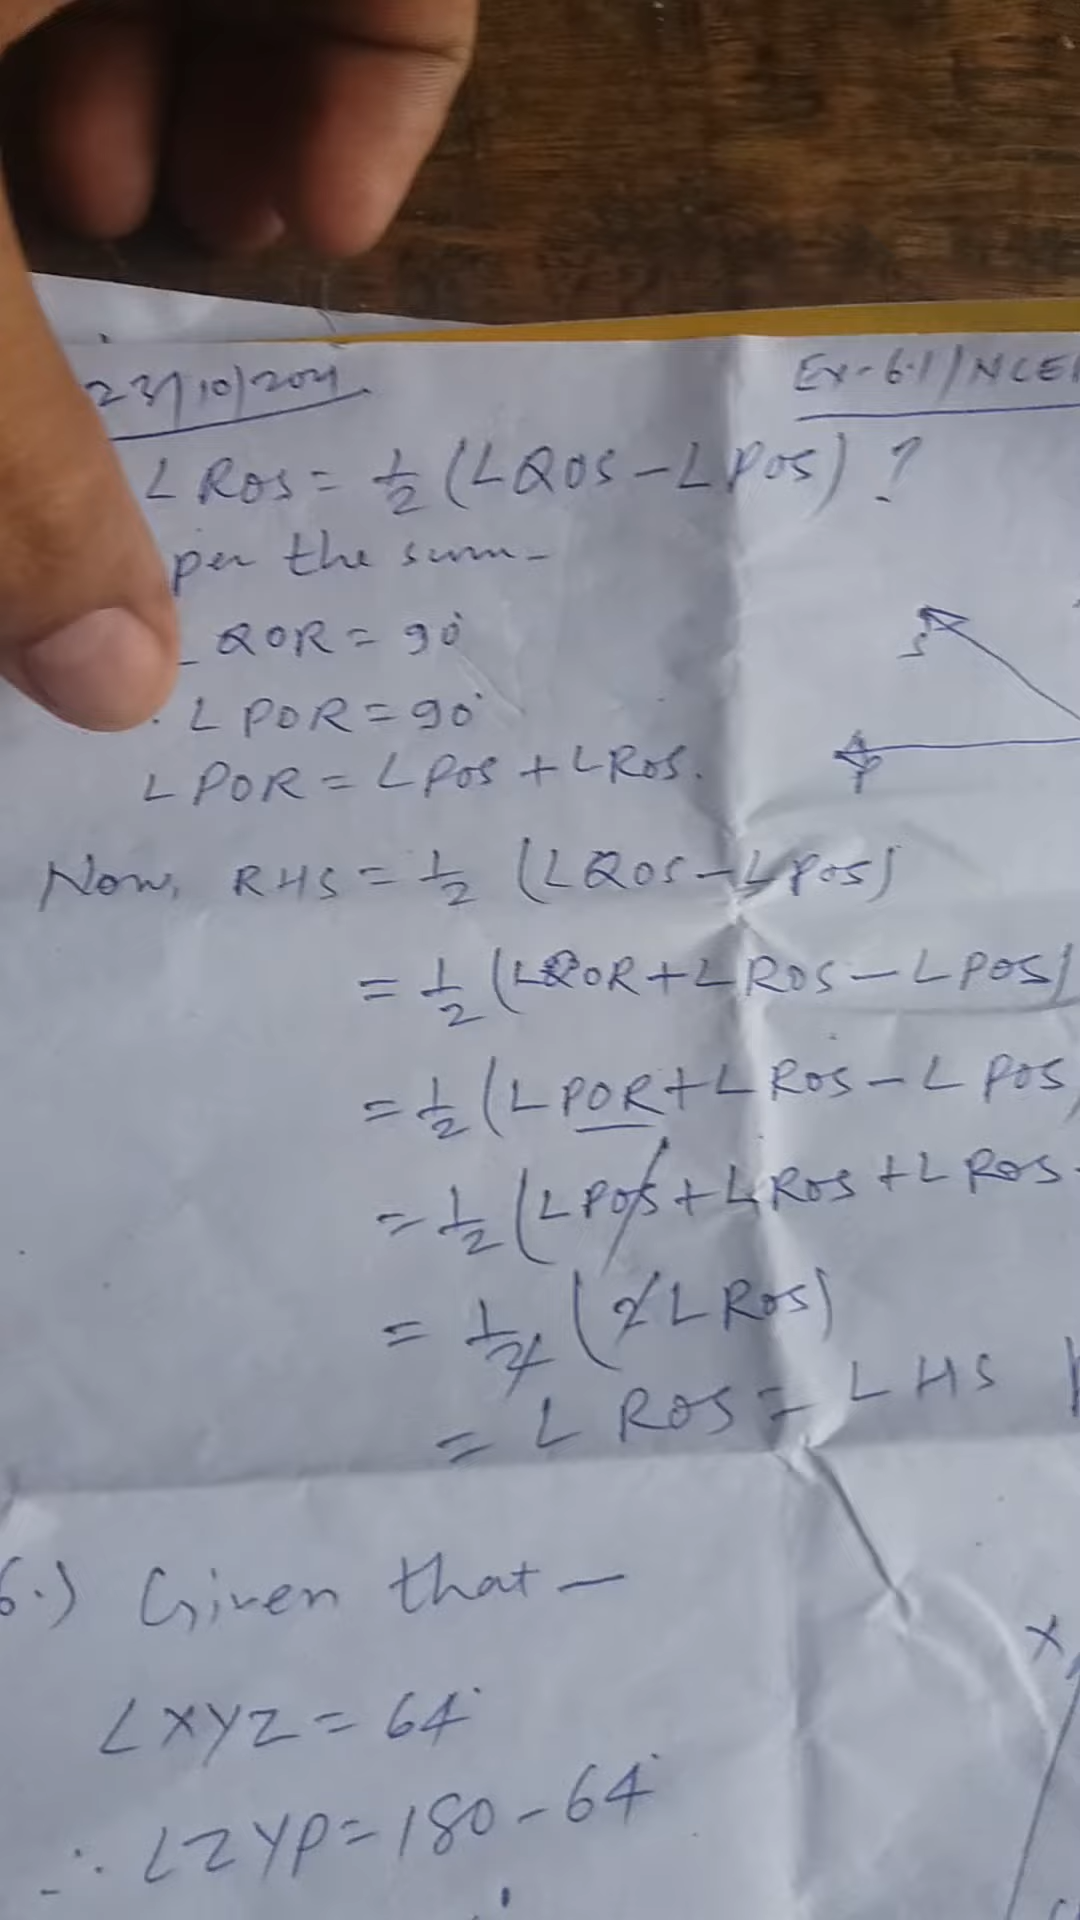 23/10/2021
Ex-6.1/NCE
∠ROS = 1/2 (∠QOS - ∠POS) ?
per the sum -
QOR = 90°
∠POR = 90°
∠POR = ∠POS + ∠ROS.
S
P
Now, RHS = 1/2 (∠QOS - ∠POS)
= 1/2 (∠QOR + ∠ROS - ∠POS)
= 1/2 (∠POR + ∠ROS - ∠POS)
= 1/2 (∠POS + ∠ROS + ∠ROS -
= 1/2 (2∠ROS)
= ∠ROS = LHS
6.) Given that —
X
∠XYZ = 64°
∴ ∠ZYP = 180 - 64°